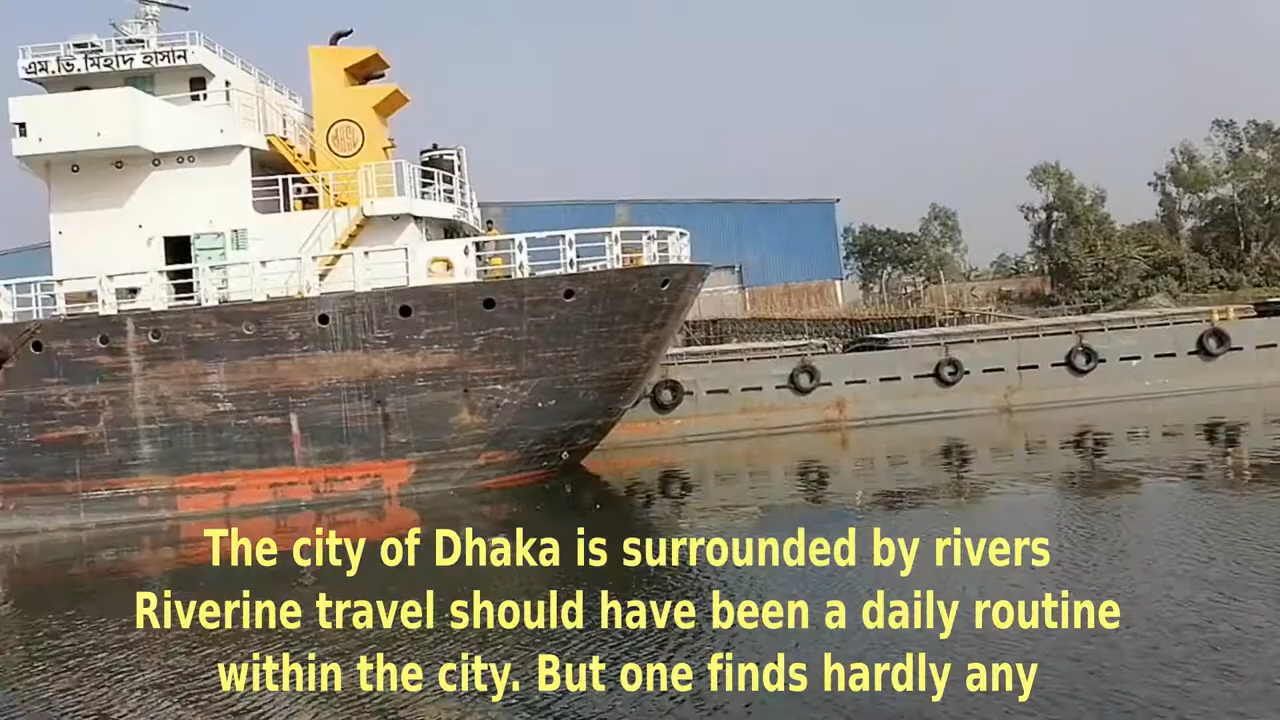 এম.ভি.মিহাদ হাসান
MHSL
The city of Dhaka is surrounded by rivers
Riverine travel should have been a daily routine
within the city. But one finds hardly any